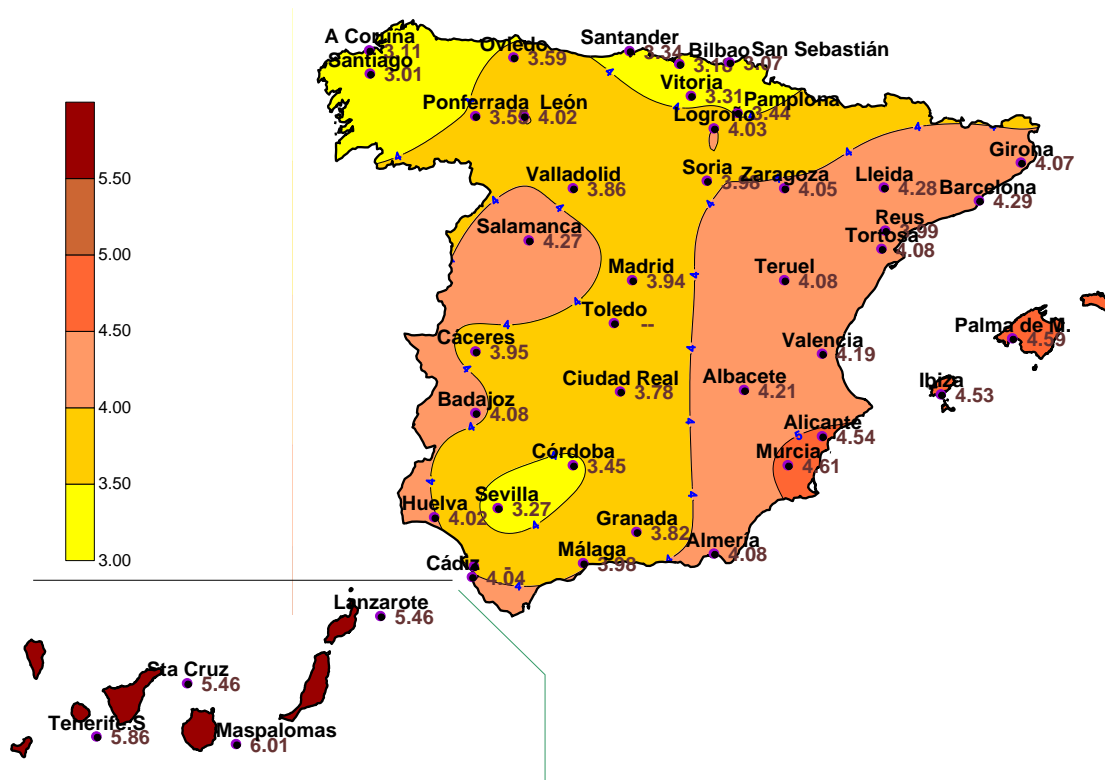 A Coruña
3.11
Santiago
3.01
Oviedo
3.59
Santander
3.34
Bilbao
3.18
San Sebastián
3.07
Vitoria
3.31
Pamplona
3.44
Ponferrada
León
4.02
Logroño
4.03
Girona
4.07
Valladolid
3.86
Soria
3.98
Zaragoza
4.05
Lleida
4.28
Barcelona
4.29
Reus
3.99
Tortosa
4.08
Salamanca
4.27
Madrid
3.94
Teruel
4.08
Toledo
--
Palma de M.
4.59
Cáceres
3.95
Valencia
4.19
Ciudad Real
3.78
Albacete
4.21
Ibiza
4.53
Badajoz
4.08
Alicante
4.54
Córdoba
3.45
Murcia
4.61
Sevilla
3.27
Huelva
4.02
Granada
3.82
Almería
4.08
Málaga
3.98
Cádiz
-
4.04
Lanzarote
5.46
Sta Cruz
5.46
Tenerife.S
5.86
Maspalomas
6.01
5.50
5.00
4.50
4.00
3.50
3.00